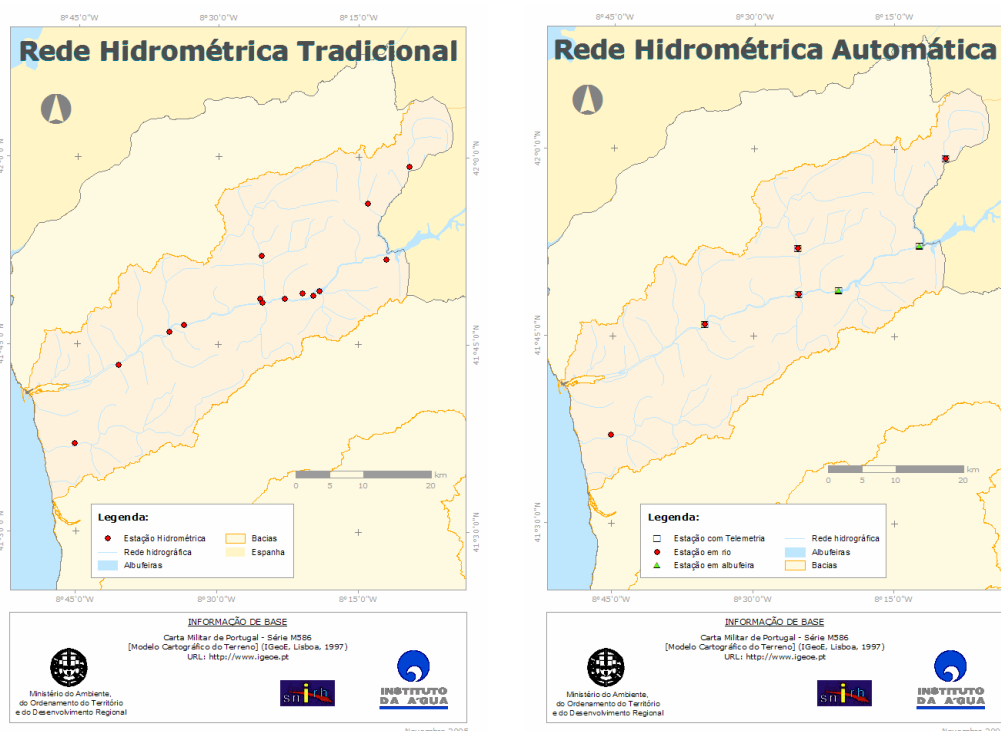 8°45'0"W 8°30'0"W 8°15'0"W
Rede Hidrométrica Tradicional
42°0'0"N
41°45'0"N
41°30'0"N
km
0 5 10 20
Legenda:
Estação Hidrométrica
Rede hidrográfica
Albufeiras
Bacias
Espanha
8°45'0"W 8°30'0"W 8°15'0"W
INFORMAÇÃO DE BASE
Carta Militar de Portugal - Série M586
[Modelo Cartográfico do Terreno] (IGeoE, Lisboa, 1997)
URL: http://www.igeoe.pt
Ministério do Ambiente,
do Ordenamento do Território
e do Desenvolvimento Regional
snirh
INSTITUTO
DA ÁGUA
8°45'0"W 8°30'0"W 8°15'0"W
Rede Hidrométrica Automática
42°0'0"N
41°45'0"N
41°30'0"N
km
0 5 10 20
Legenda:
Estação com Telemetria
Estação em rio
Estação em albufeira
Rede hidrográfica
Albufeiras
Bacias
8°45'0"W 8°30'0"W 8°15'0"W
INFORMAÇÃO DE BASE
Carta Militar de Portugal - Série M586
[Modelo Cartográfico do Terreno] (IGeoE, Lisboa, 1997)
URL: http://www.igeoe.pt
Ministério do Ambiente,
do Ordenamento do Território
e do Desenvolvimento Regional
snirh
INSTITUTO
DA ÁGUA